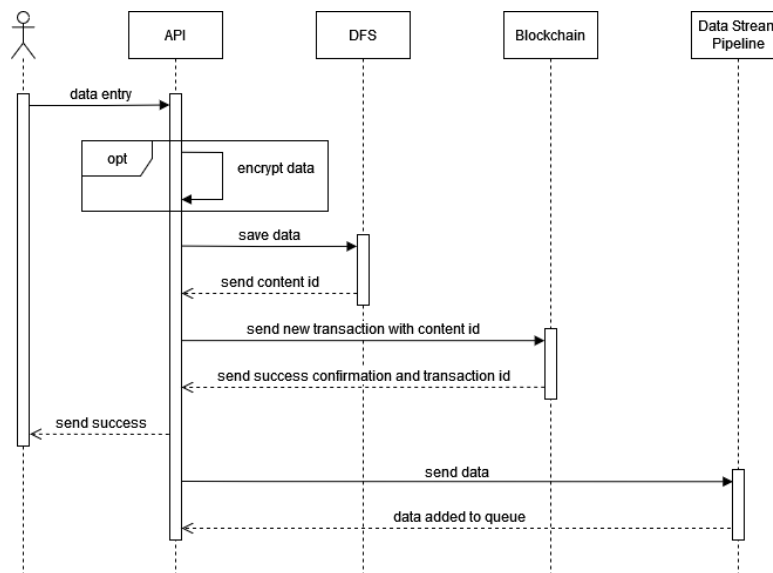 API
DFS
Blockchain
Data Stream
Pipeline
data entry
opt
encrypt data
save data
send content id
send new transaction with content id
send success confirmation and transaction id
send success
send data
data added to queue